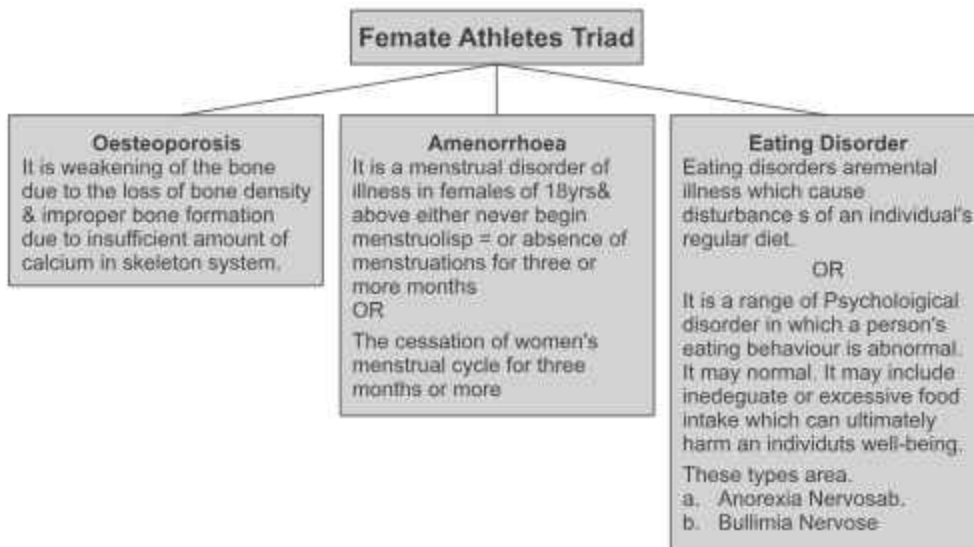 Femate Athletes Triad
Oesteoporosis
It is weakening of the bone
due to the loss of bone density
& improper bone formation
due to insufficient amount of
calcium in skeleton system.
Amenorrhoea
It is a menstrual disorder of
illness in females of 18yrs&
above either never begin
menstruolisp = or absence of
menstruations for three or
more months
OR
The cessation of women's
menstrual cycle for three
months or more
Eating Disorder
Eating disorders aremental
illness which cause
disturbance s of an individual's
regular diet.
OR
It is a range of Psycholoigical
disorder in which a person's
eating behaviour is abnormal.
It may normal. It may include
inedeguate or excessive food
intake which can ultimately
harm an individuts well-being.
These types area.
a. Anorexia Nervosab.
b. Bullimia Nervose